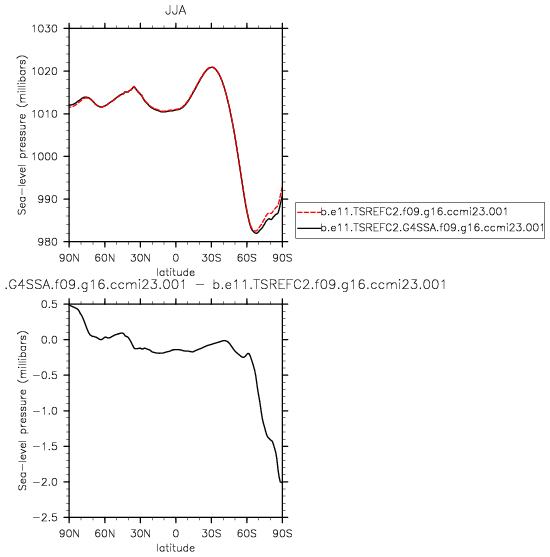 JJA
1030
1020
1010
1000
990
980
Sea-level pressure (millibars)
90N 60N 30N 0 30S 60S 90S
latitude
b.e11.TSREFC2.f09.g16.ccmi23.001
b.e11.TSREFC2.G4SSA.f09.g16.ccmi23.001
.G4SSA.f09.g16.ccmi23.001 - b.e11.TSREFC2.f09.g16.ccmi23.001
0.5
0.0
-0.5
-1.0
-1.5
-2.0
-2.5
Sea-level pressure (millibars)
90N 60N 30N 0 30S 60S 90S
latitude